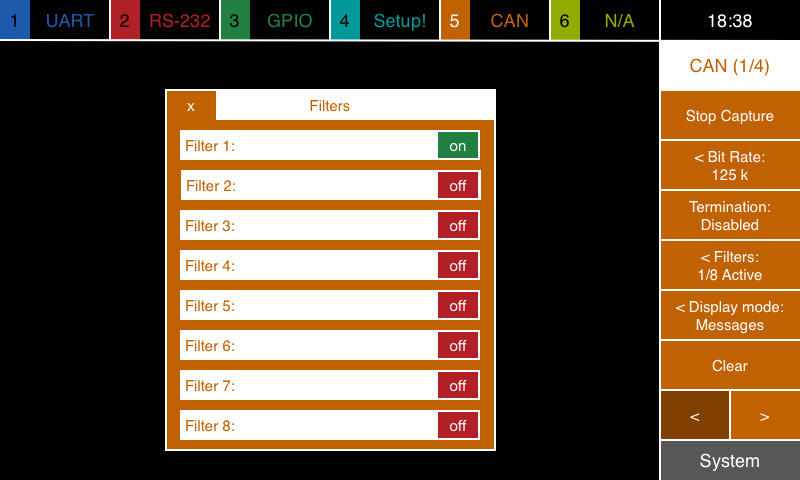 1 UART 2 RS-232 3 GPIO 4 Setup! 5 CAN 6 N/A 18:38
CAN (1/4)
x Filters
Filter 1: on
Filter 2: off
Filter 3: off
Filter 4: off
Filter 5: off
Filter 6: off
Filter 7: off
Filter 8: off
Stop Capture
< Bit Rate:
125 k
Termination:
Disabled
< Filters:
1/8 Active
< Display mode:
Messages
Clear
< >
System